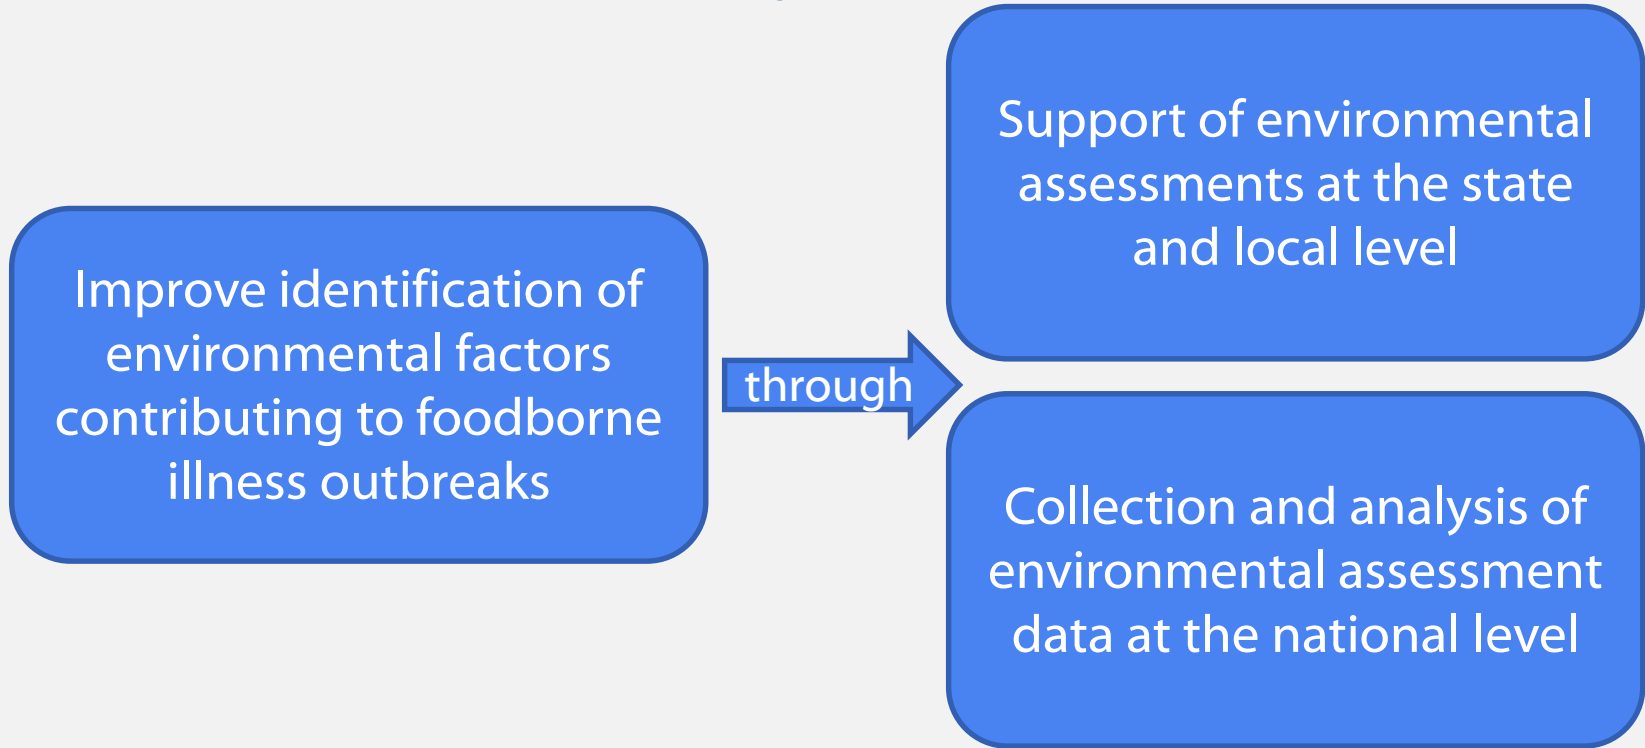 Improve identification of
environmental factors
contributing to foodborne
illness outbreaks
through
Support of environmental
assessments at the state
and local level
Collection and analysis of
environmental assessment
data at the national level